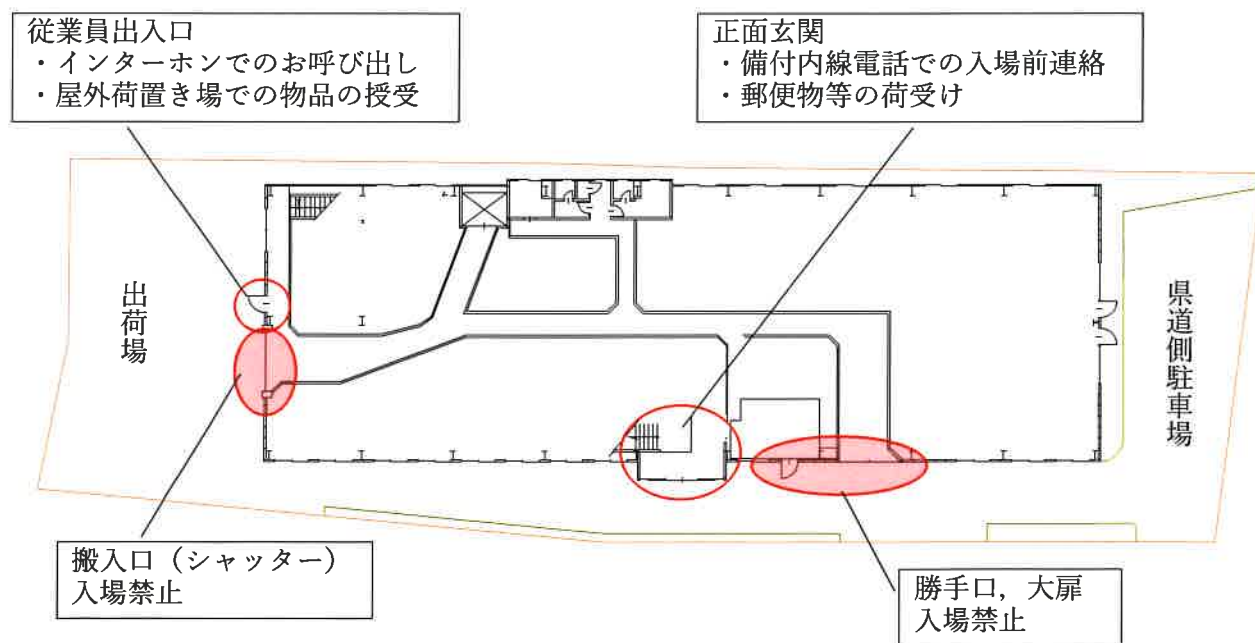 従業員出入口
・インターホンでのお呼び出し
・屋外荷置き場での物品の授受
正面玄関
・備付内線電話での入場前連絡
・郵便物等の荷受け
出荷場
県道側駐車場
搬入口（シャッター）
入場禁止
勝手口，大扉
入場禁止